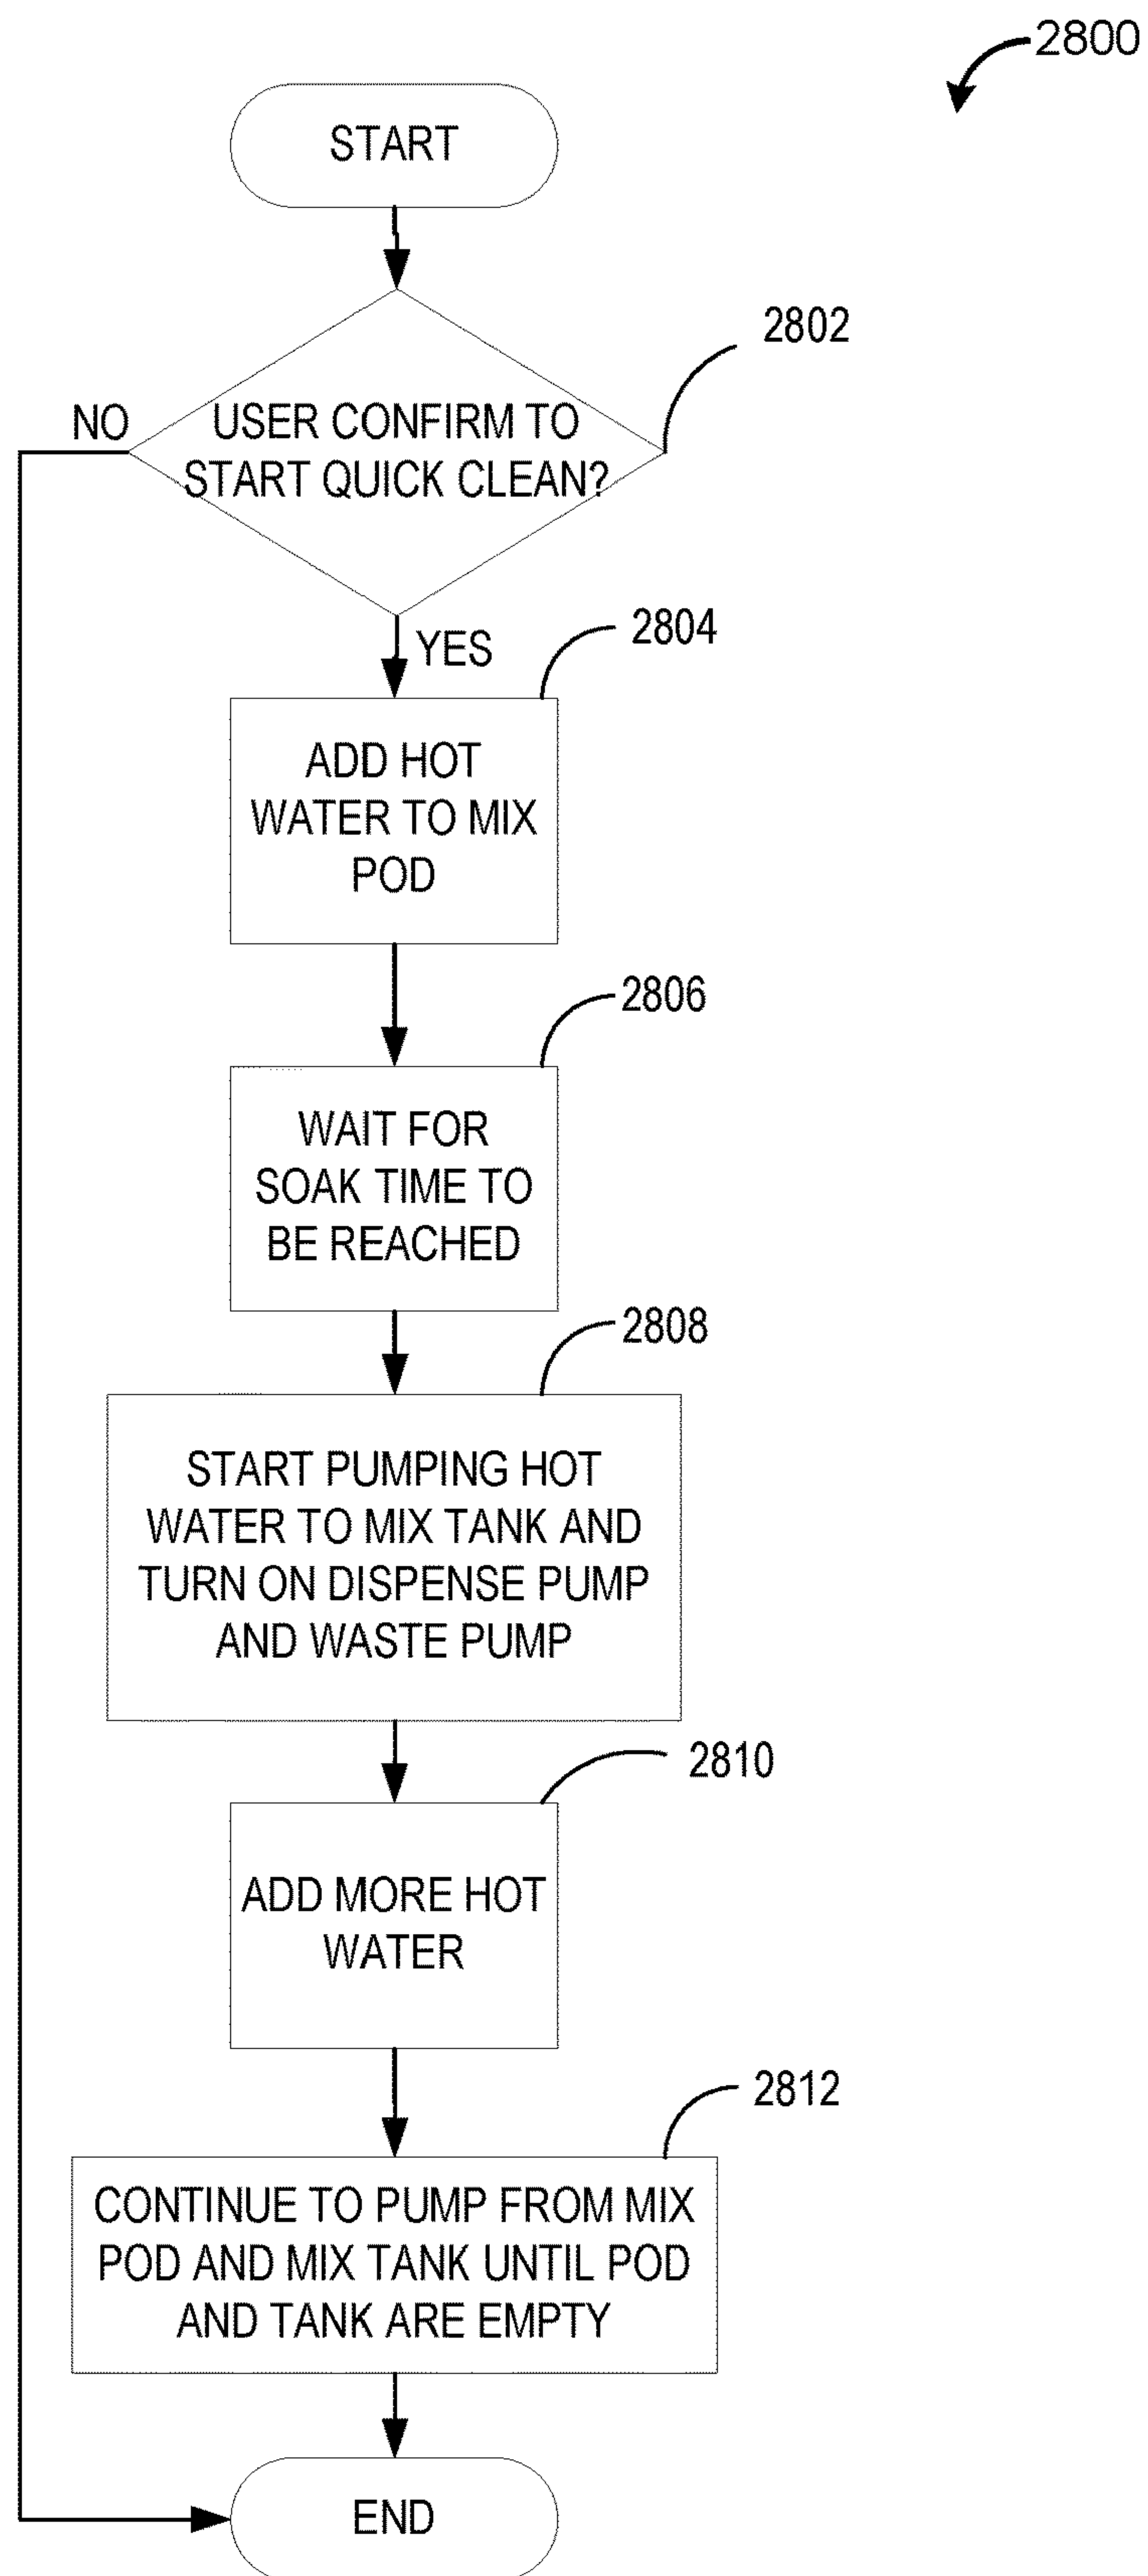 2800
START
2802
NO
USER CONFIRM TO
START QUICK CLEAN?
2804
YES
ADD HOT
WATER TO MIX
POD
2806
WAIT FOR
SOAK TIME TO
BE REACHED
2808
START PUMPING HOT
WATER TO MIX TANK AND
TURN ON DISPENSE PUMP
AND WASTE PUMP
2810
ADD MORE HOT
WATER
2812
CONTINUE TO PUMP FROM MIX
POD AND MIX TANK UNTIL POD
AND TANK ARE EMPTY
END